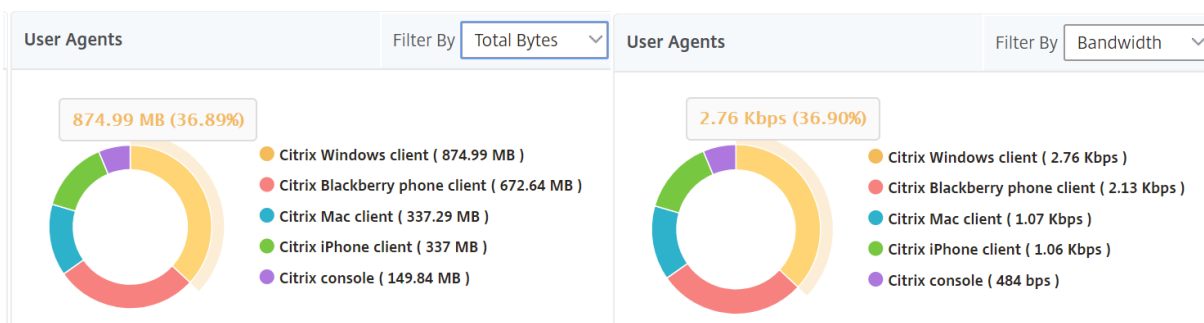 User Agents
Filter By Total Bytes
874.99 MB (36.89%)
Citrix Windows client ( 874.99 MB )
Citrix Blackberry phone client ( 672.64 MB )
Citrix Mac client ( 337.29 MB )
Citrix iPhone client ( 337 MB )
Citrix console ( 149.84 MB )
User Agents
Filter By Bandwidth
2.76 Kbps (36.90%)
Citrix Windows client ( 2.76 Kbps )
Citrix Blackberry phone client ( 2.13 Kbps )
Citrix Mac client ( 1.07 Kbps )
Citrix iPhone client ( 1.06 Kbps )
Citrix console ( 484 bps )